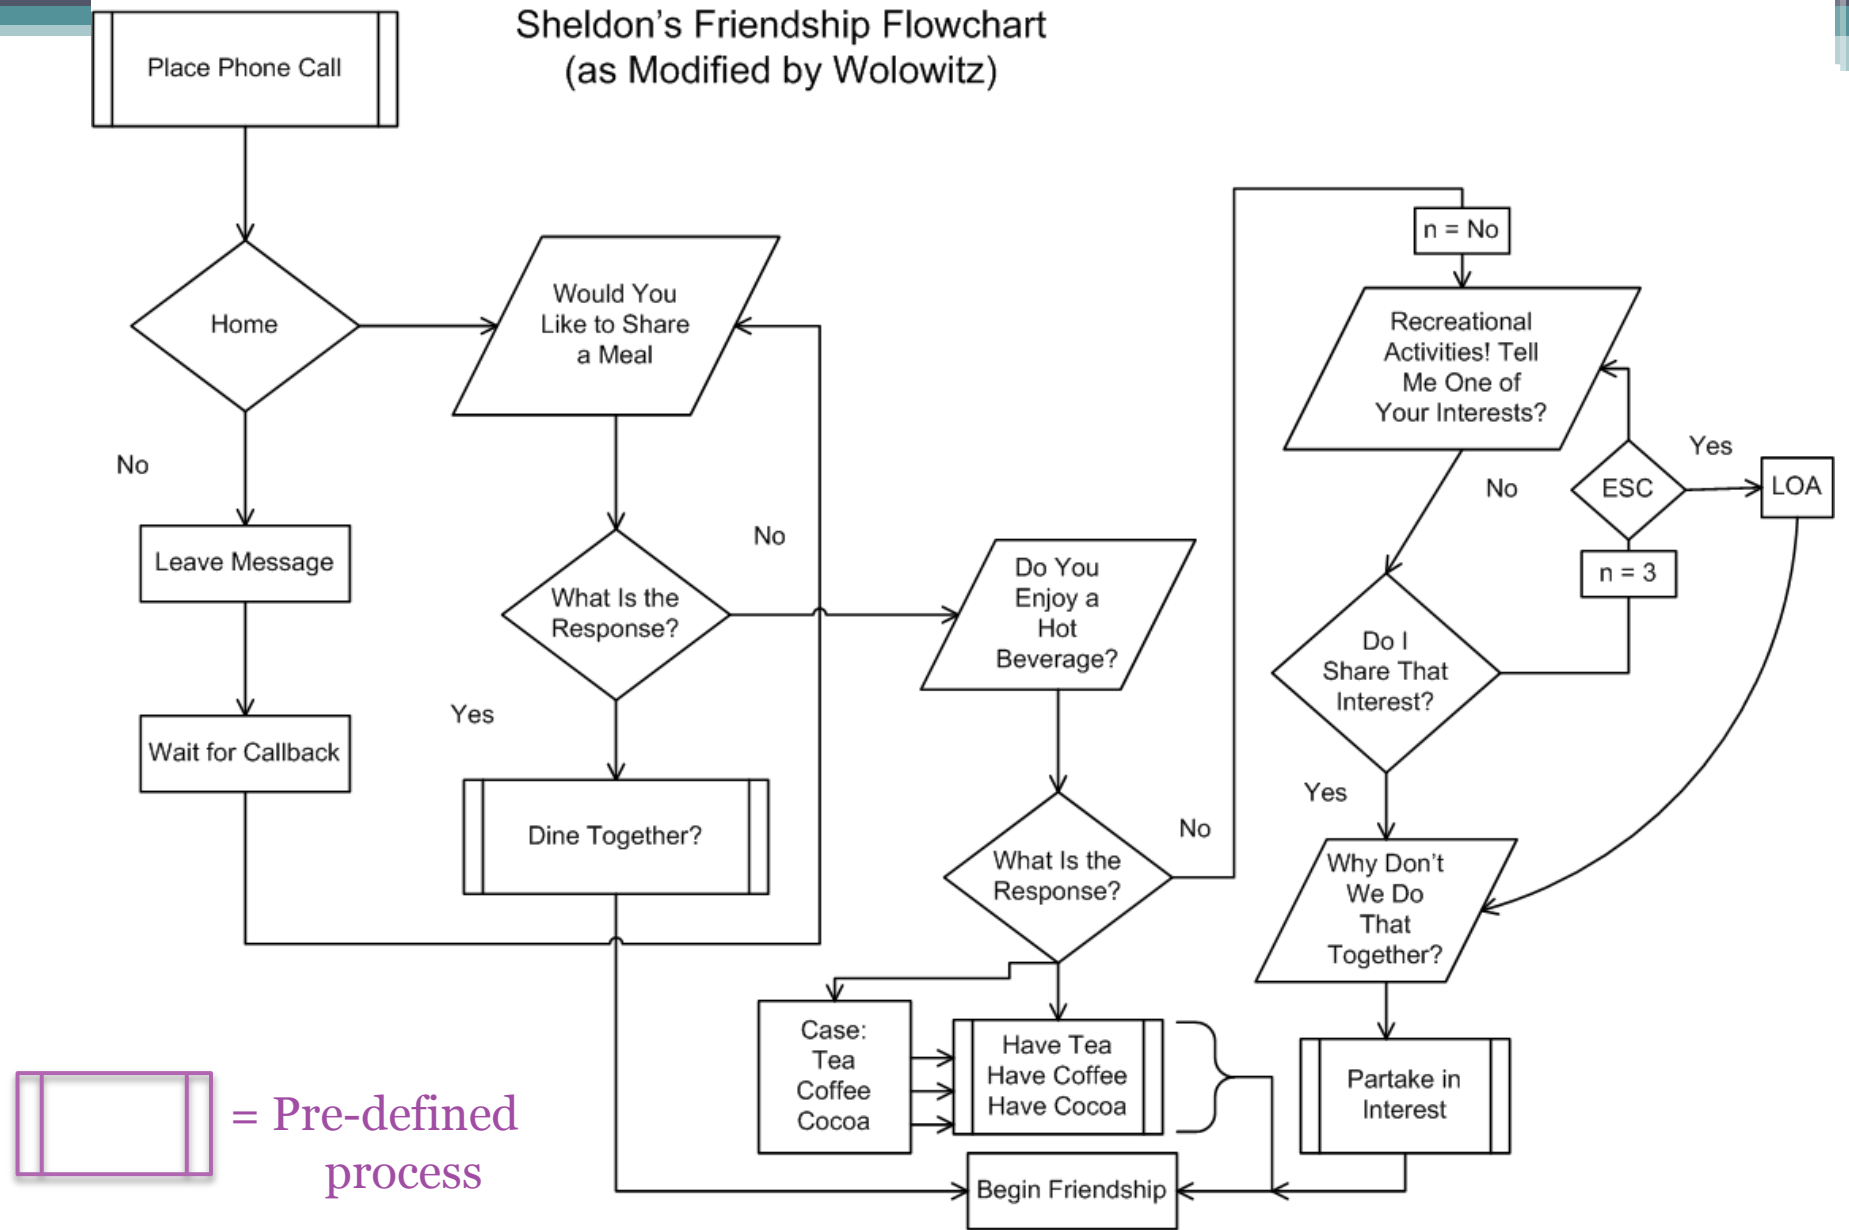 Sheldon's Friendship Flowchart
(as Modified by Wolowitz)
Place Phone Call
Home
No
Leave Message
Wait for Callback
Would You
Like to Share
a Meal
What Is the
Response?
No
Yes
Dine Together?
Do You
Enjoy a
Hot
Beverage?
What Is the
Response?
No
Case:
Tea
Coffee
Cocoa
Have Tea
Have Coffee
Have Cocoa
n = No
Recreational
Activities! Tell
Me One of
Your Interests?
No
ESC
Yes
LOA
n = 3
Do I
Share That
Interest?
Yes
Why Don't
We Do
That
Together?
Partake in
Interest
Begin Friendship
= Pre-defined
process